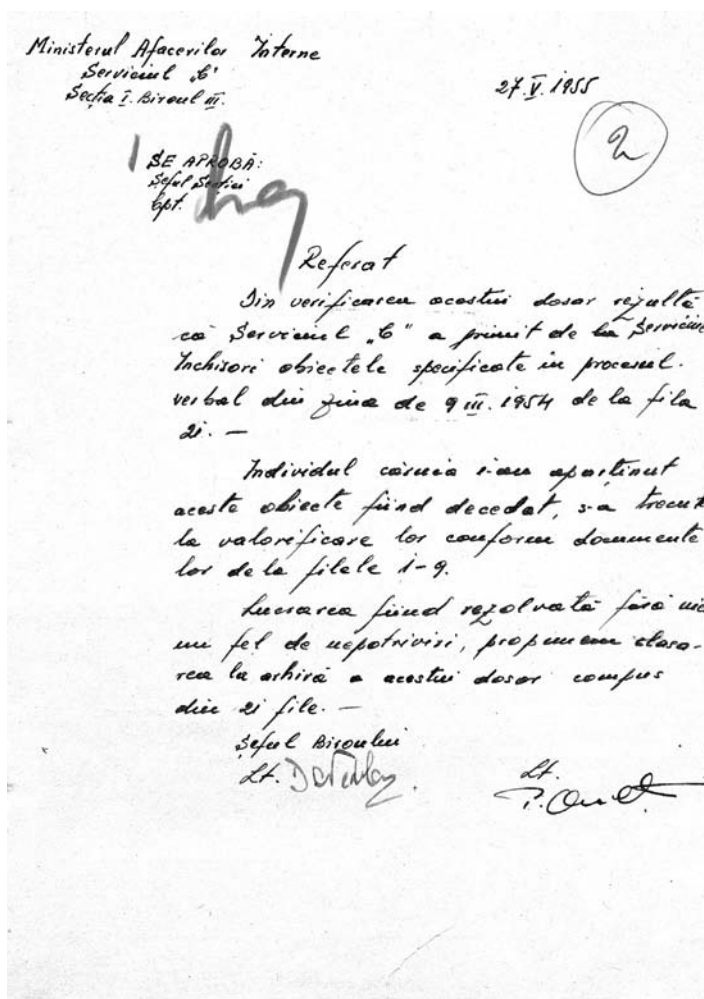 Ministerul Afacerilor Interne
Serviciul „C"
Secția I. Biroul III.
27.V.1955
2
SE APROBĂ:
Șeful Secției
Cpt.
Referat
Din verificarea acestui dosar rezultă
că Serviciul „C" a primit de la Serviciul
Închisori obiectele specificate în procesul-
verbal din ziua de 9 III. 1954 de la fila
21. —
Individul căruia i-au aparținut
aceste obiecte fiind decedat, s-a trecut
la valorificare lor conform documente
lor de la filele 1-9.
Lucrarea fiind rezolvată fără nici
un fel de nepotriviri, propunem clasa-
rea la arhivă a acestui dosar compus
din 21 file. —
Șeful Biroului
Lt.
Lt.